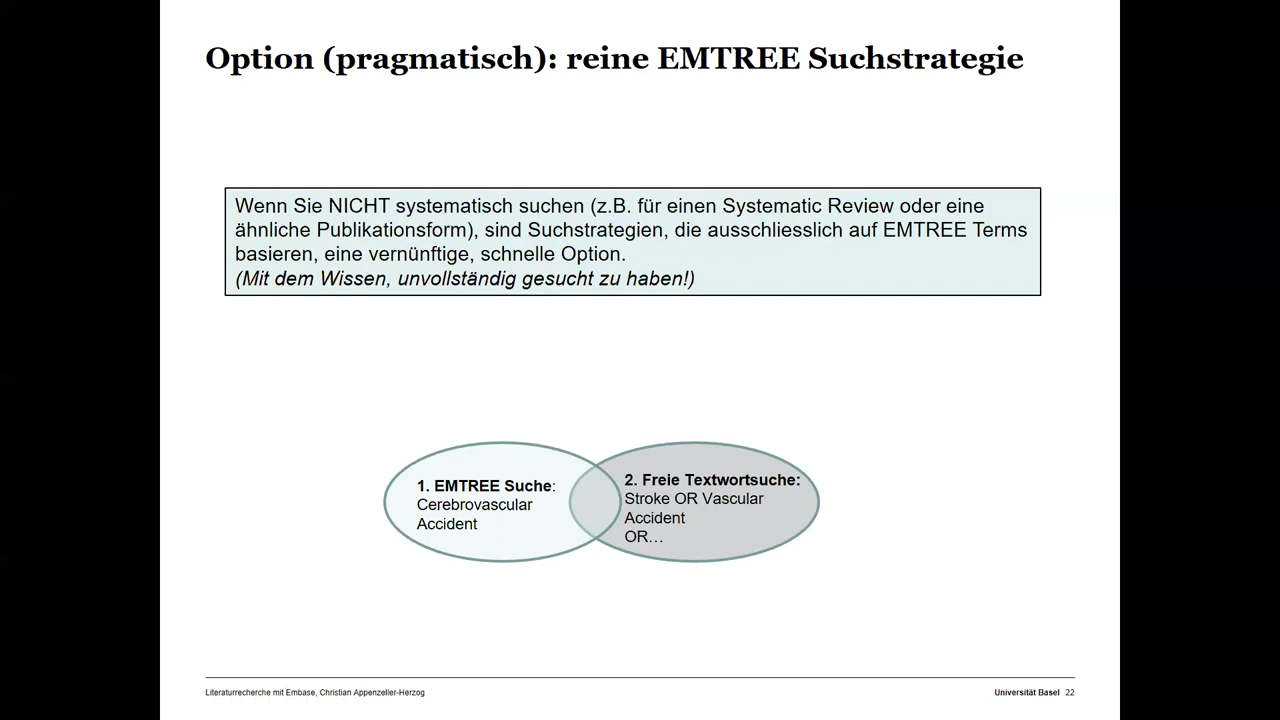 Option (pragmatisch): reine EMTREE Suchstrategie
Wenn Sie NICHT systematisch suchen (z.B. für einen Systematic Review oder eine
ähnliche Publikationsform), sind Suchstrategien, die ausschliesslich auf EMTREE Terms
basieren, eine vernünftige, schnelle Option.
(Mit dem Wissen, unvollständig gesucht zu haben!)
1. EMTREE Suche:
Cerebrovascular
Accident
2. Freie Textwortsuche:
Stroke OR Vascular
Accident
OR…
Literaturrecherche mit Embase, Christian Appenzeller-Herzog
Universität Basel 22